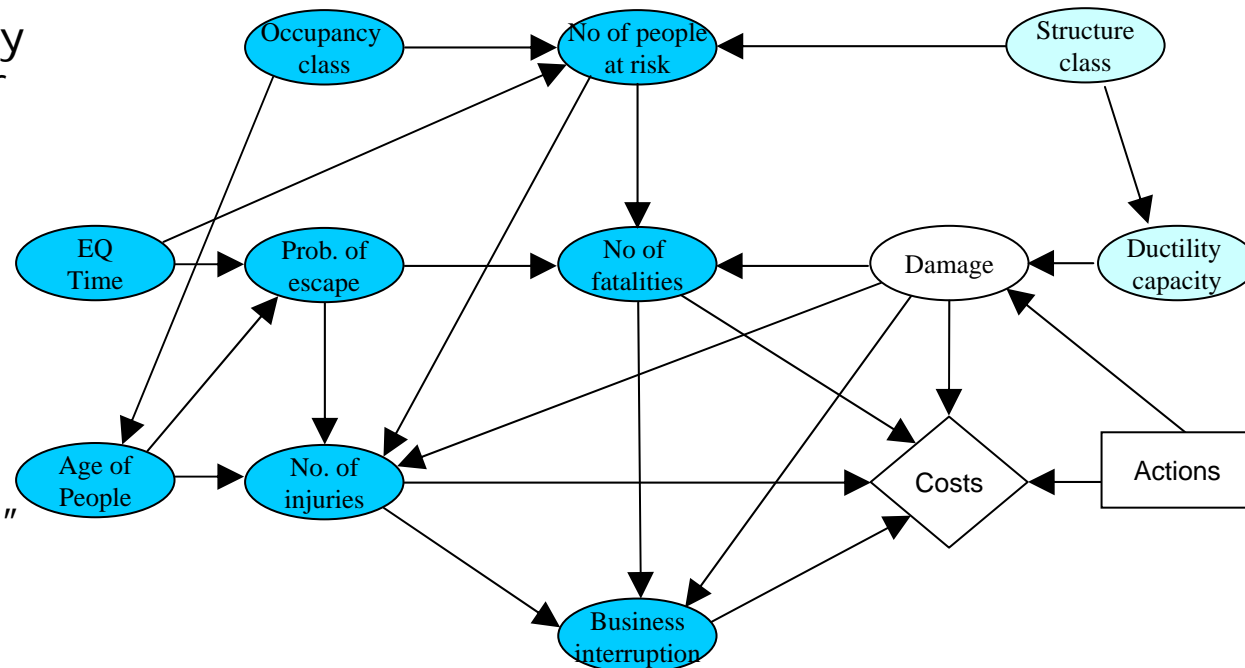 y
Occupancy
class
No of people
at risk
Structure
class
EQ
Time
Prob. of
escape
No of
fatalities
Damage
Ductility
capacity
Age of
People
No. of
injuries
Costs
Actions
"
Business
interruption